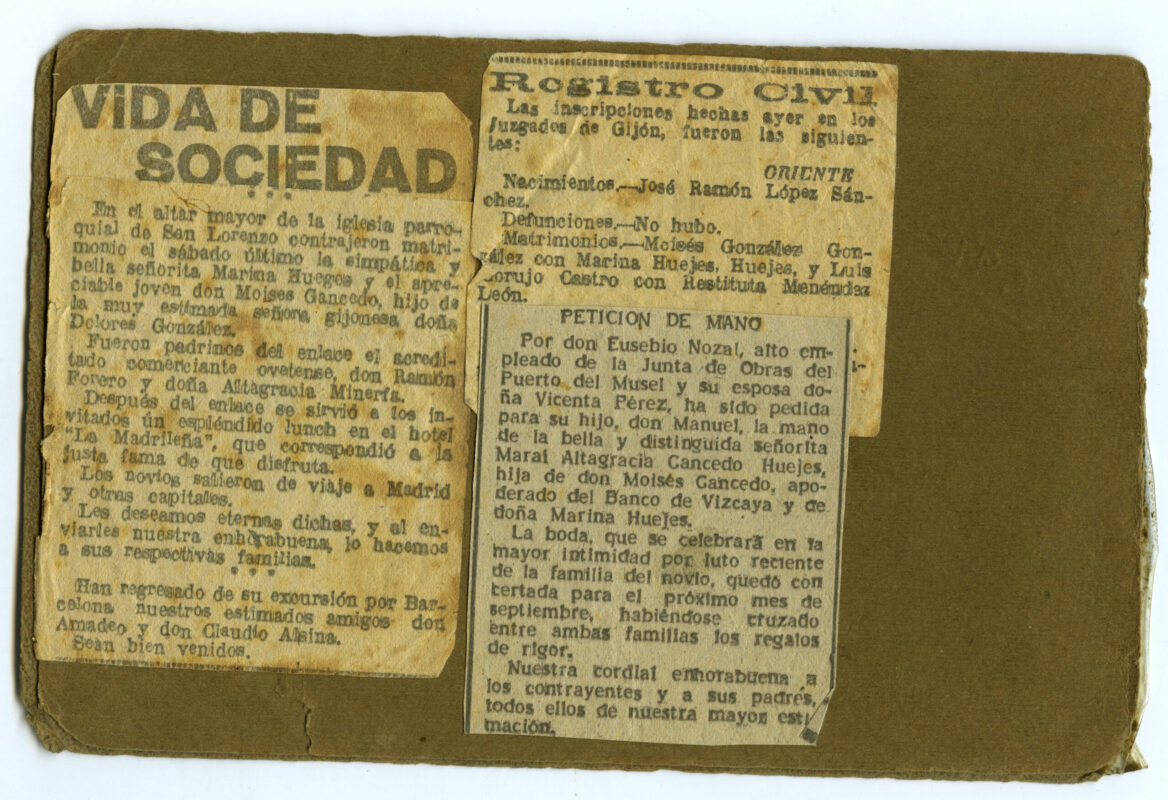 VIDA DE
SOCIEDAD
* * *
En el altar mayor de la iglesia parro-
quial de San Lorenzo contrajeron matri-
monio el sábado último la simpática y
bella señorita Marina Hueges y el apre-
ciable joven don Moises Gancedo, hijo de
la muy estimada señora gijonesa doña
Dolores González.
Fueron padrinos del enlace el acredi-
tado comerciante ovetense, don Ramón
Forero y doña Altagracia Minerfa.
Después del enlace se sirvió a los in-
vitados ún espléndido lunch en el hotel
"La Madrileña", que correspondió a la
justa fama de que disfruta.
Los novios salieron de viaje a Madrid
y otras capitales.
Les deseamos eternas dichas, y al en-
viarles nuestra enhorabuena, lo hacemos
a sus respectivas familias.
* * *
Han regresado de su excursión por Bar-
celona nuestros estimados amigos don
Amadeo y don Claudio Alsina.
Sean bien venidos.
Registro Civil
Las inscripciones hechas ayer en los
Juzgados de Gijón, fueron las siguien-
tes:
ORIENTE
Nacimientos.—José Ramón López Sán-
chez.
Defunciones.—No hubo.
Matrimonios.—Moisés González Gon-
zález con Marina Huejes, Huejes, y Luis
Corujo Castro con Restituta Menéndez
León.
PETICION DE MANO
Por don Eusebio Nozal, alto em-
pleado de la Junta de Obras del
Puerto del Musel y su esposa do-
ña Vicenta Pérez, ha sido pedida
para su hijo, don Manuel, la mano
de la bella y distinguida señorita
Marai Altagracia Gancedo Huejes,
hija de don Moisés Gancedo, apo-
derado del Banco de Vizcaya y de
doña Marina Huejes.
La boda, que se celebrará en la
mayor intimidad por luto reciente
de la familia del novio, quedó con
certada para el próximo mes de
septiembre, habiéndose cruzado
entre ambas familias los regalos
de rigor.
Nuestra cordial enhorabuena a
los contrayentes y a sus padres,
todos ellos de nuestra mayor esti
mación.